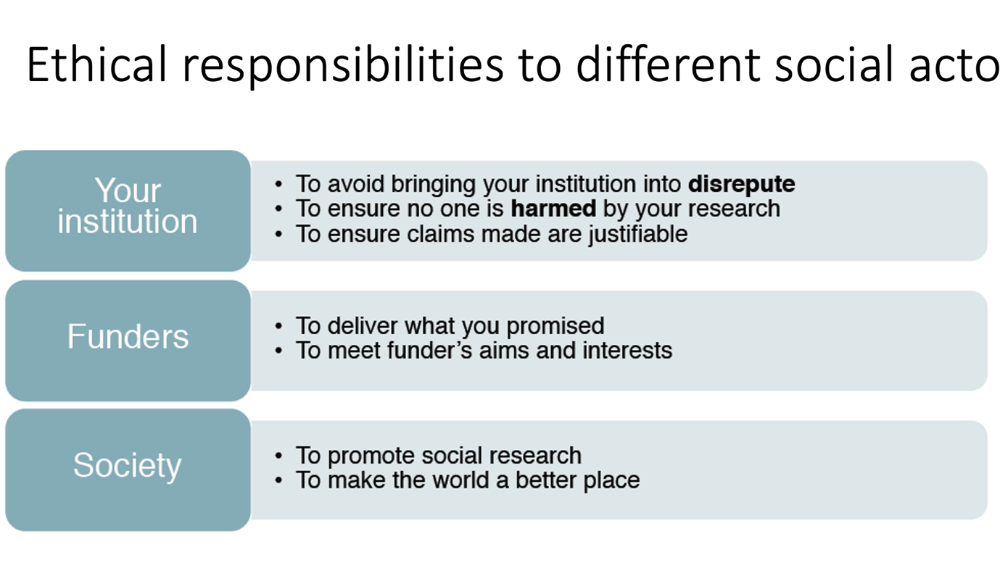 Ethical responsibilities to different social acto
Your
institution
• To avoid bringing your institution into disrepute
• To ensure no one is harmed by your research
• To ensure claims made are justifiable
Funders
• To deliver what you promised
• To meet funder’s aims and interests
Society
• To promote social research
• To make the world a better place